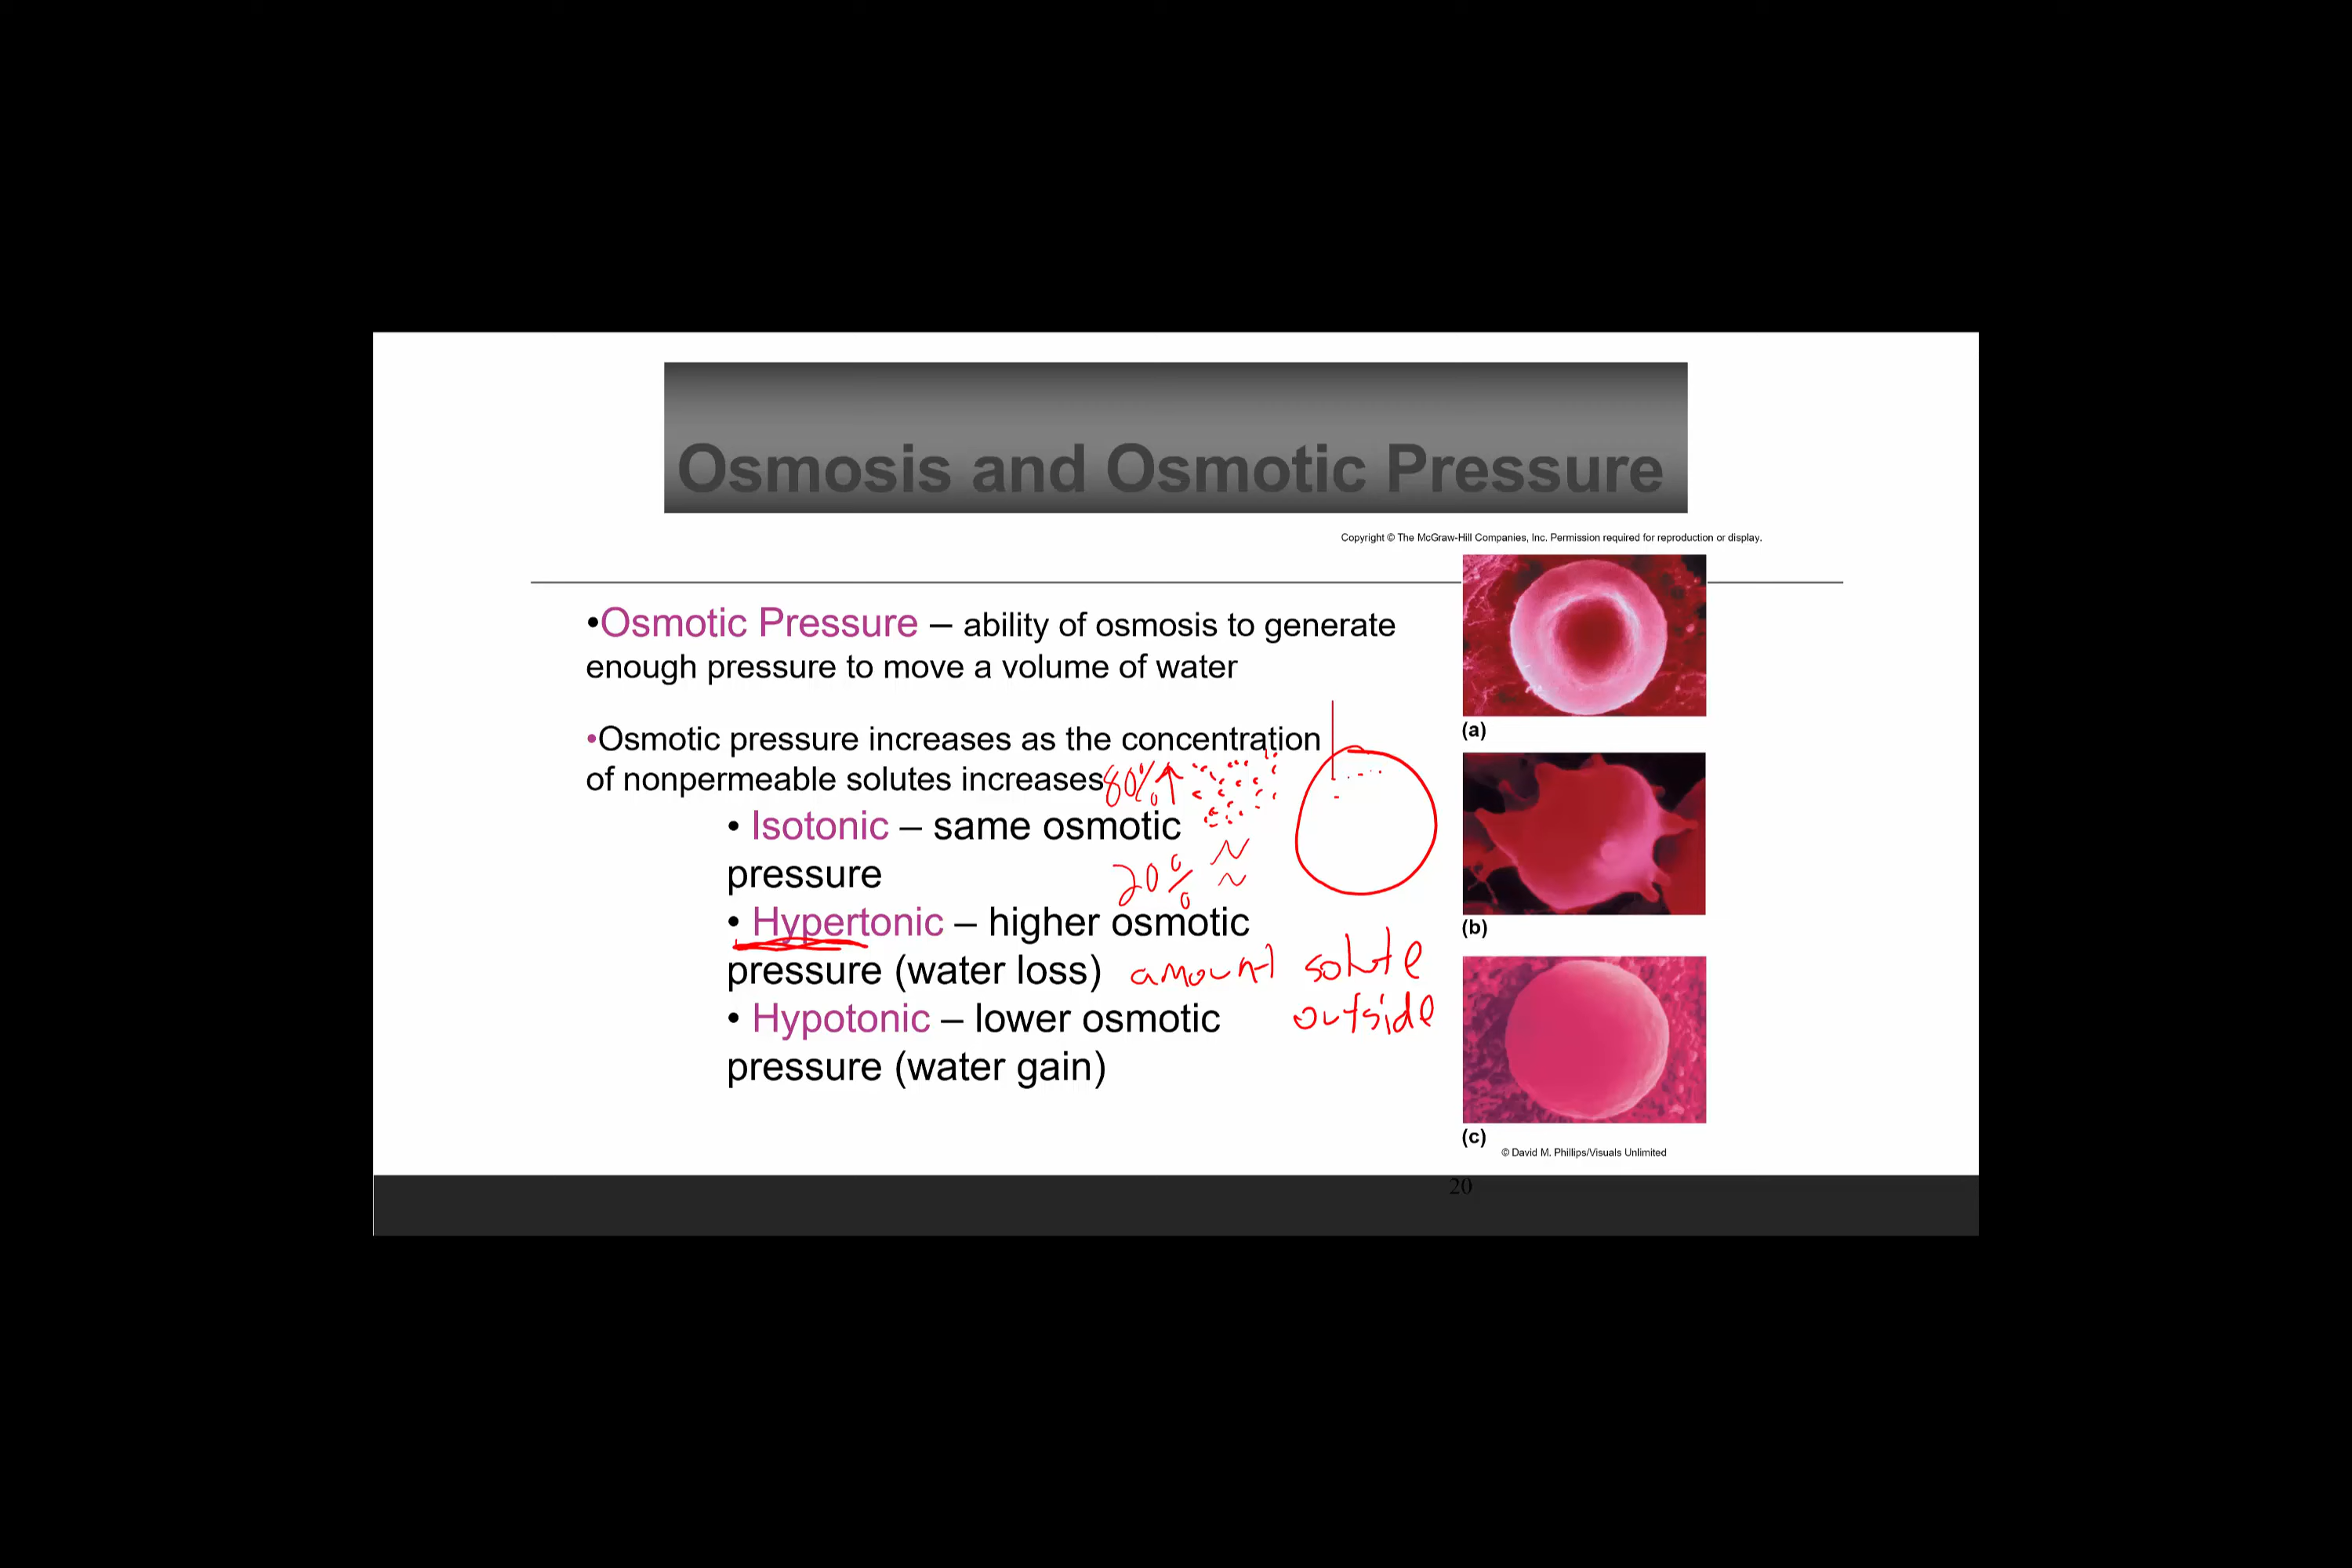 Osmosis and Osmotic Pressure
Copyright © The McGraw-Hill Companies, Inc. Permission required for reproduction or display.
•Osmotic Pressure – ability of osmosis to generate
enough pressure to move a volume of water
•Osmotic pressure increases as the concentration
of nonpermeable solutes increases 80%↑
• Isotonic – same osmotic
pressure
20%
• Hypertonic – higher osmotic
pressure (water loss) amount solute
outside
• Hypotonic – lower osmotic
pressure (water gain)
(a)
(b)
(c)
© David M. Phillips/Visuals Unlimited
20